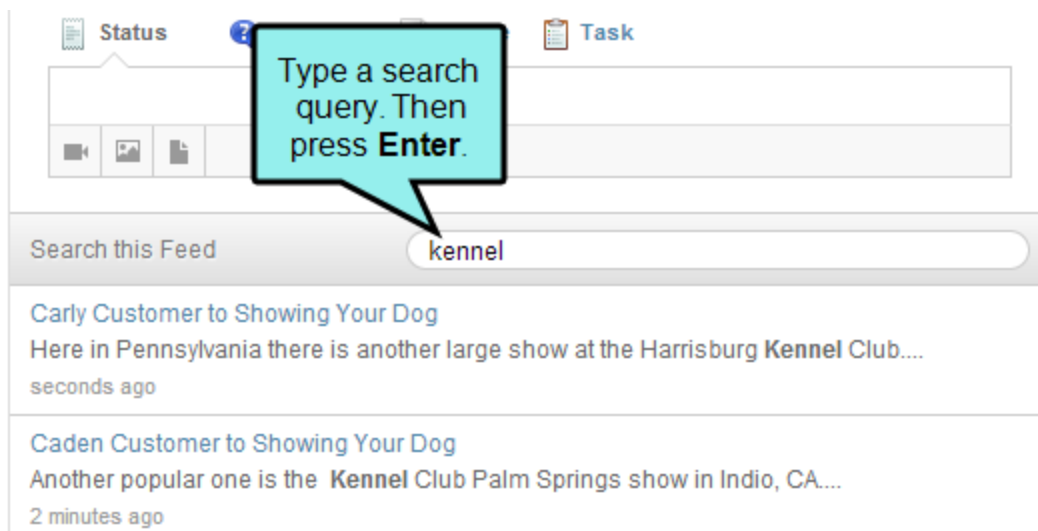 Status
Task
Type a search
query. Then
press Enter.
Search this Feed
kennel
Carly Customer to Showing Your Dog
Here in Pennsylvania there is another large show at the Harrisburg Kennel Club....
seconds ago
Caden Customer to Showing Your Dog
Another popular one is the Kennel Club Palm Springs show in Indio, CA....
2 minutes ago